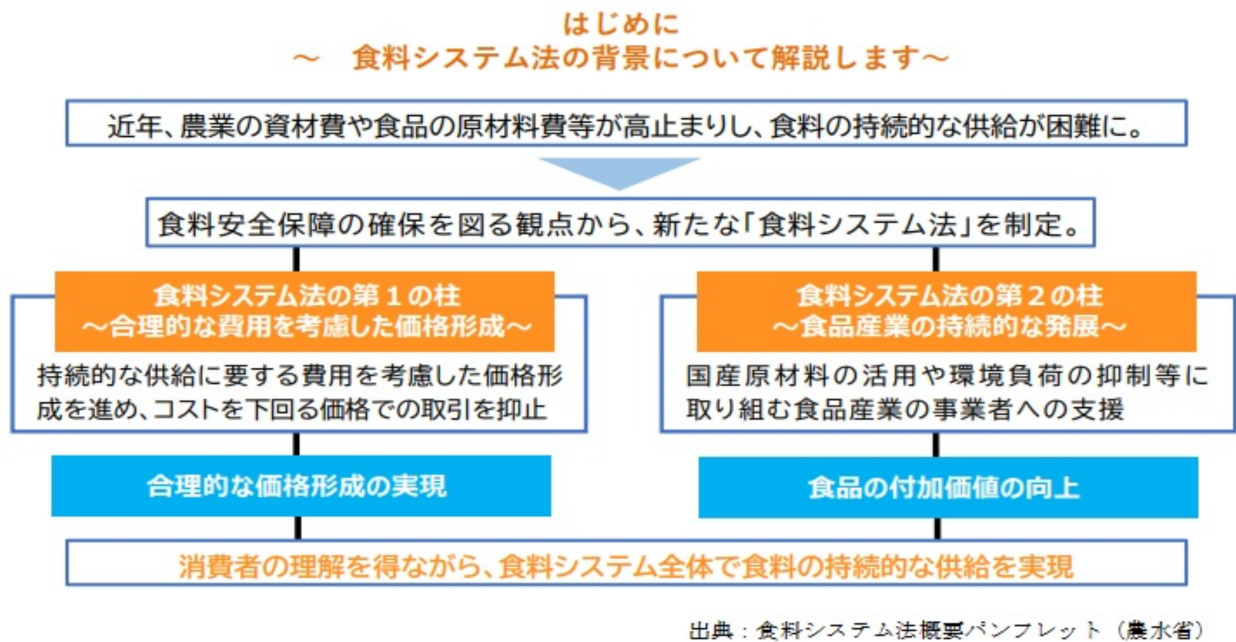 はじめに
～　食料システム法の背景について解説します～
近年、農業の資材費や食品の原材料費等が高止まりし、食料の持続的な供給が困難に。
食料安全保障の確保を図る観点から、新たな「食料システム法」を制定。
食料システム法の第１の柱
～合理的な費用を考慮した価格形成～
持続的な供給に要する費用を考慮した価格形
成を進め、コストを下回る価格での取引を抑止
合理的な価格形成の実現
食料システム法の第２の柱
～食品産業の持続的な発展～
国産原材料の活用や環境負荷の抑制等に
取り組む食品産業の事業者への支援
食品の付加価値の向上
消費者の理解を得ながら、食料システム全体で食料の持続的な供給を実現
出典：食料システム法概要パンフレット（農水省）